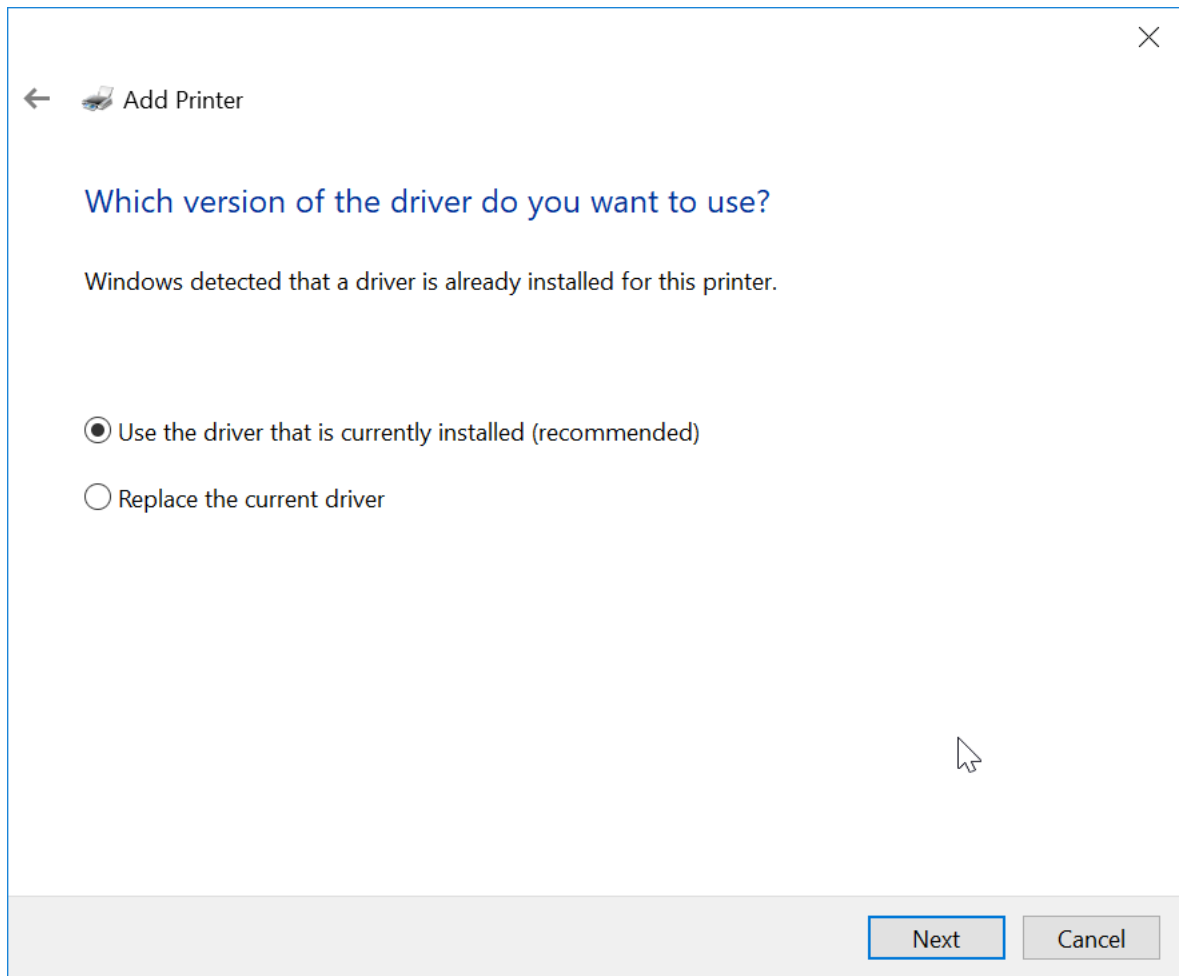 Add Printer
Which version of the driver do you want to use?
Windows detected that a driver is already installed for this printer.
Use the driver that is currently installed (recommended)
Replace the current driver
Next
Cancel